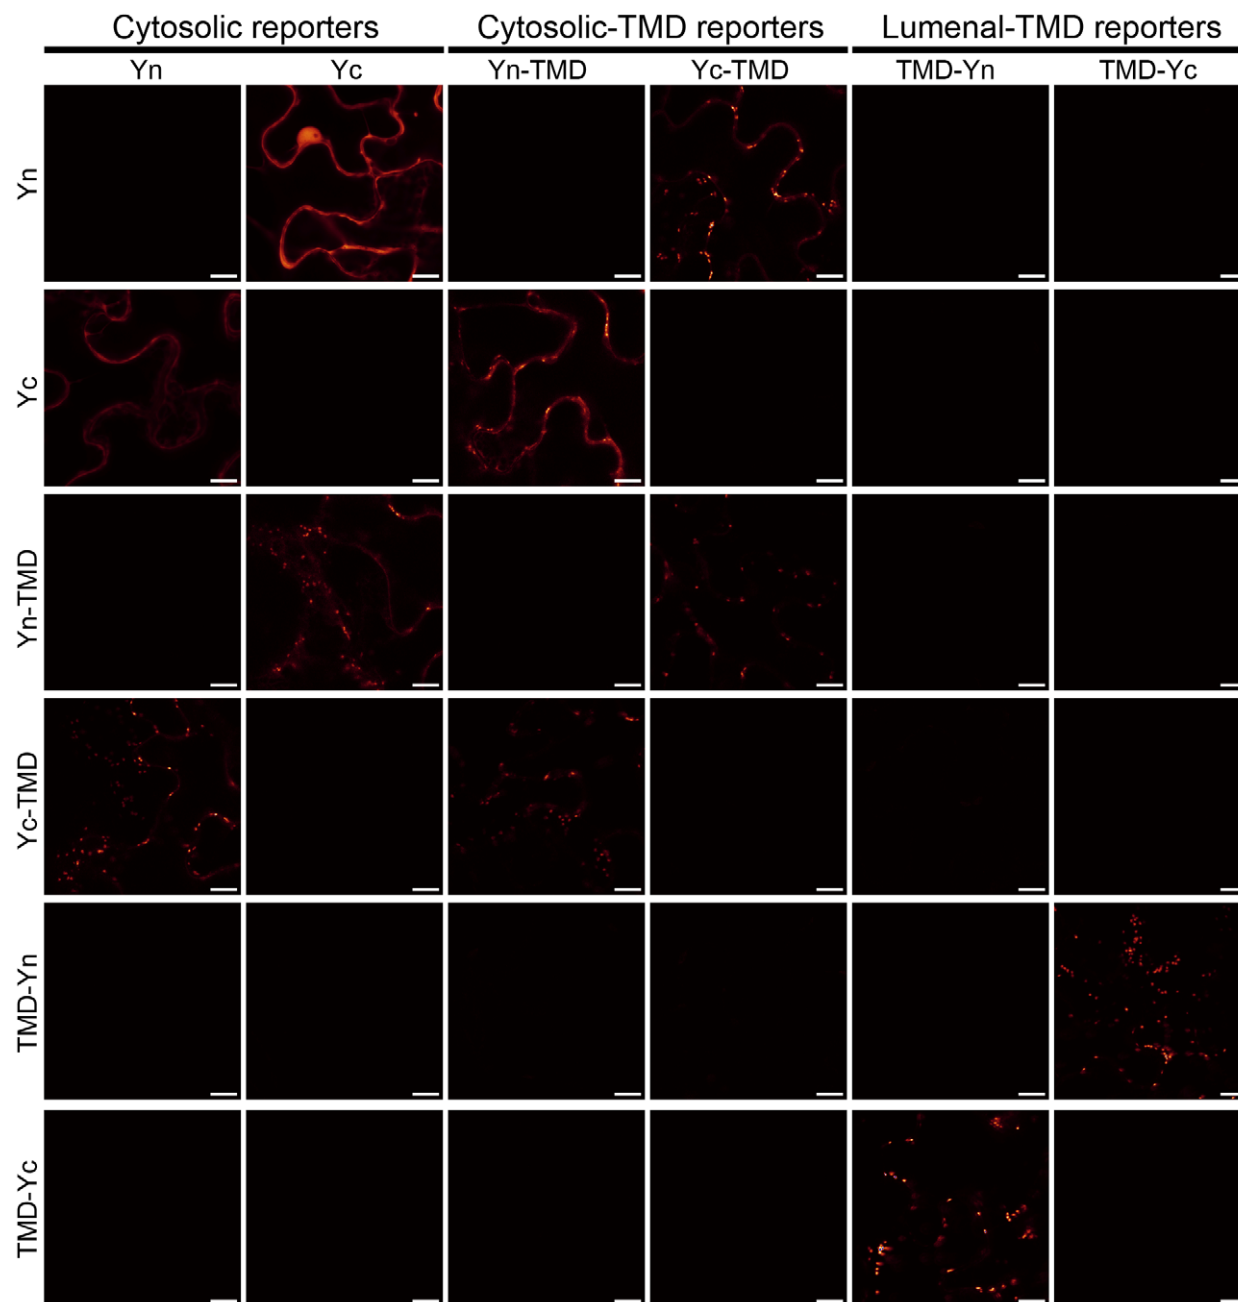 Cytosolic reporters Cytosolic-TMD reporters Lumenal-TMD reporters
Yn Yc Yn-TMD Yc-TMD TMD-Yn TMD-Yc
Yn
Yc
Yn-TMD
Yc-TMD
TMD-Yn
TMD-Yc